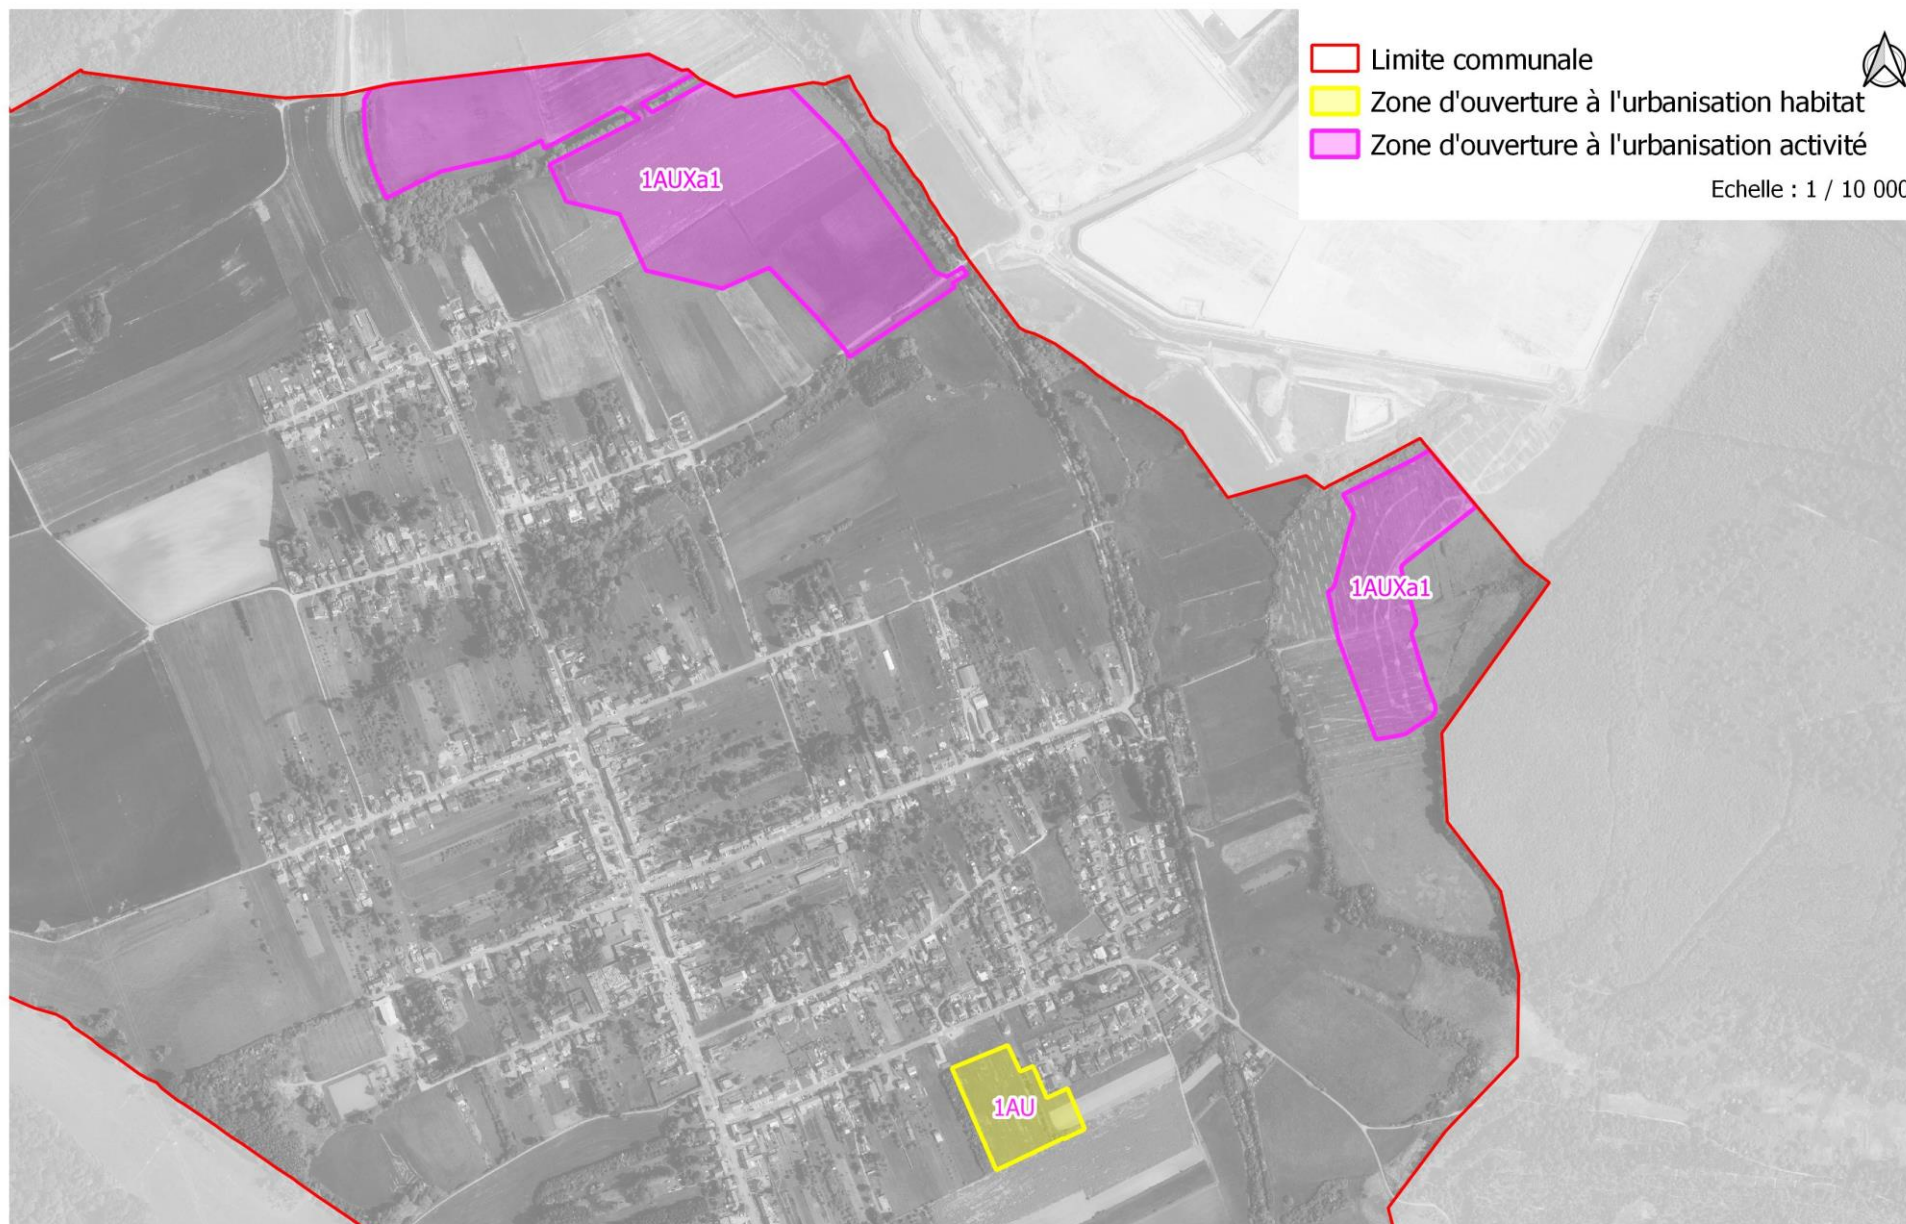 Limite communale
Zone d'ouverture à l'urbanisation habitat
Zone d'ouverture à l'urbanisation activité
Echelle : 1 / 10 000
1AUXa1
1AUXa1
1AU